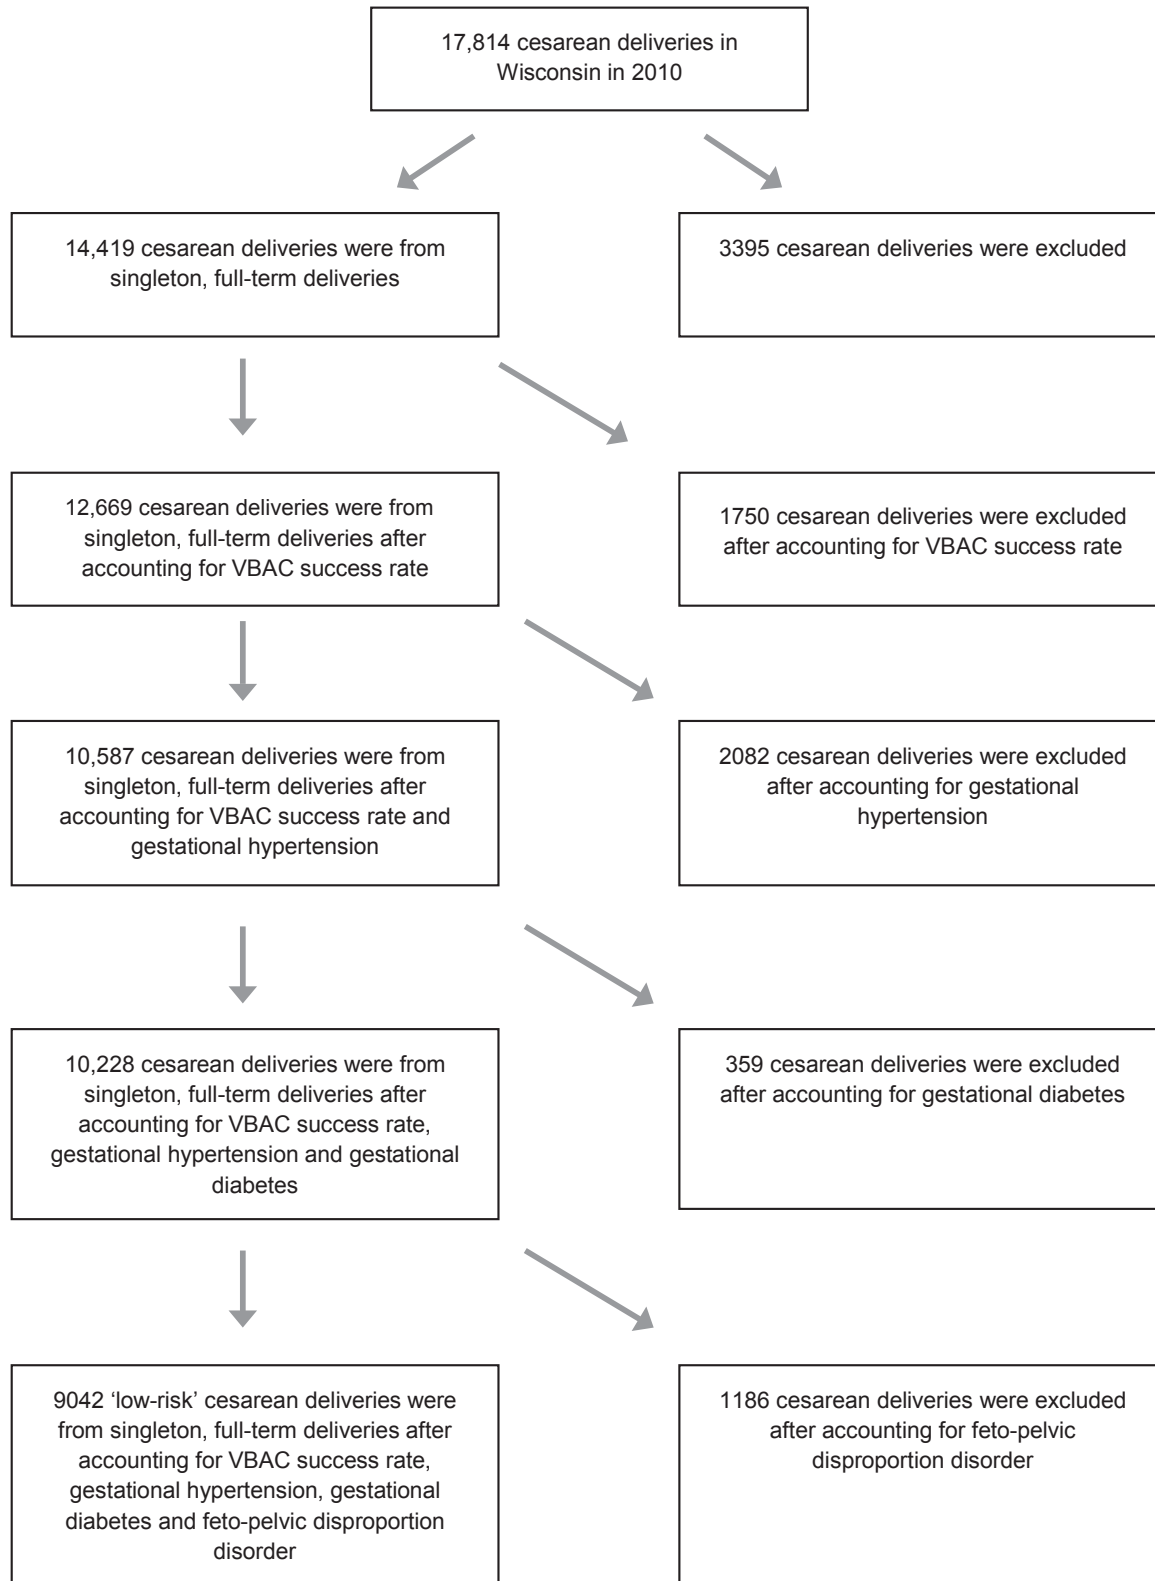 17,814 cesarean deliveries in
Wisconsin in 2010
14,419 cesarean deliveries were from
singleton, full-term deliveries
3395 cesarean deliveries were excluded
12,669 cesarean deliveries were from
singleton, full-term deliveries after
accounting for VBAC success rate
1750 cesarean deliveries were excluded
after accounting for VBAC success rate
10,587 cesarean deliveries were from
singleton, full-term deliveries after
accounting for VBAC success rate and
gestational hypertension
2082 cesarean deliveries were excluded
after accounting for gestational
hypertension
10,228 cesarean deliveries were from
singleton, full-term deliveries after
accounting for VBAC success rate,
gestational hypertension and gestational
diabetes
359 cesarean deliveries were excluded
after accounting for gestational diabetes
9042 ‘low-risk’ cesarean deliveries were
from singleton, full-term deliveries after
accounting for VBAC success rate,
gestational hypertension, gestational
diabetes and feto-pelvic disproportion
disorder
1186 cesarean deliveries were excluded
after accounting for feto-pelvic
disproportion disorder